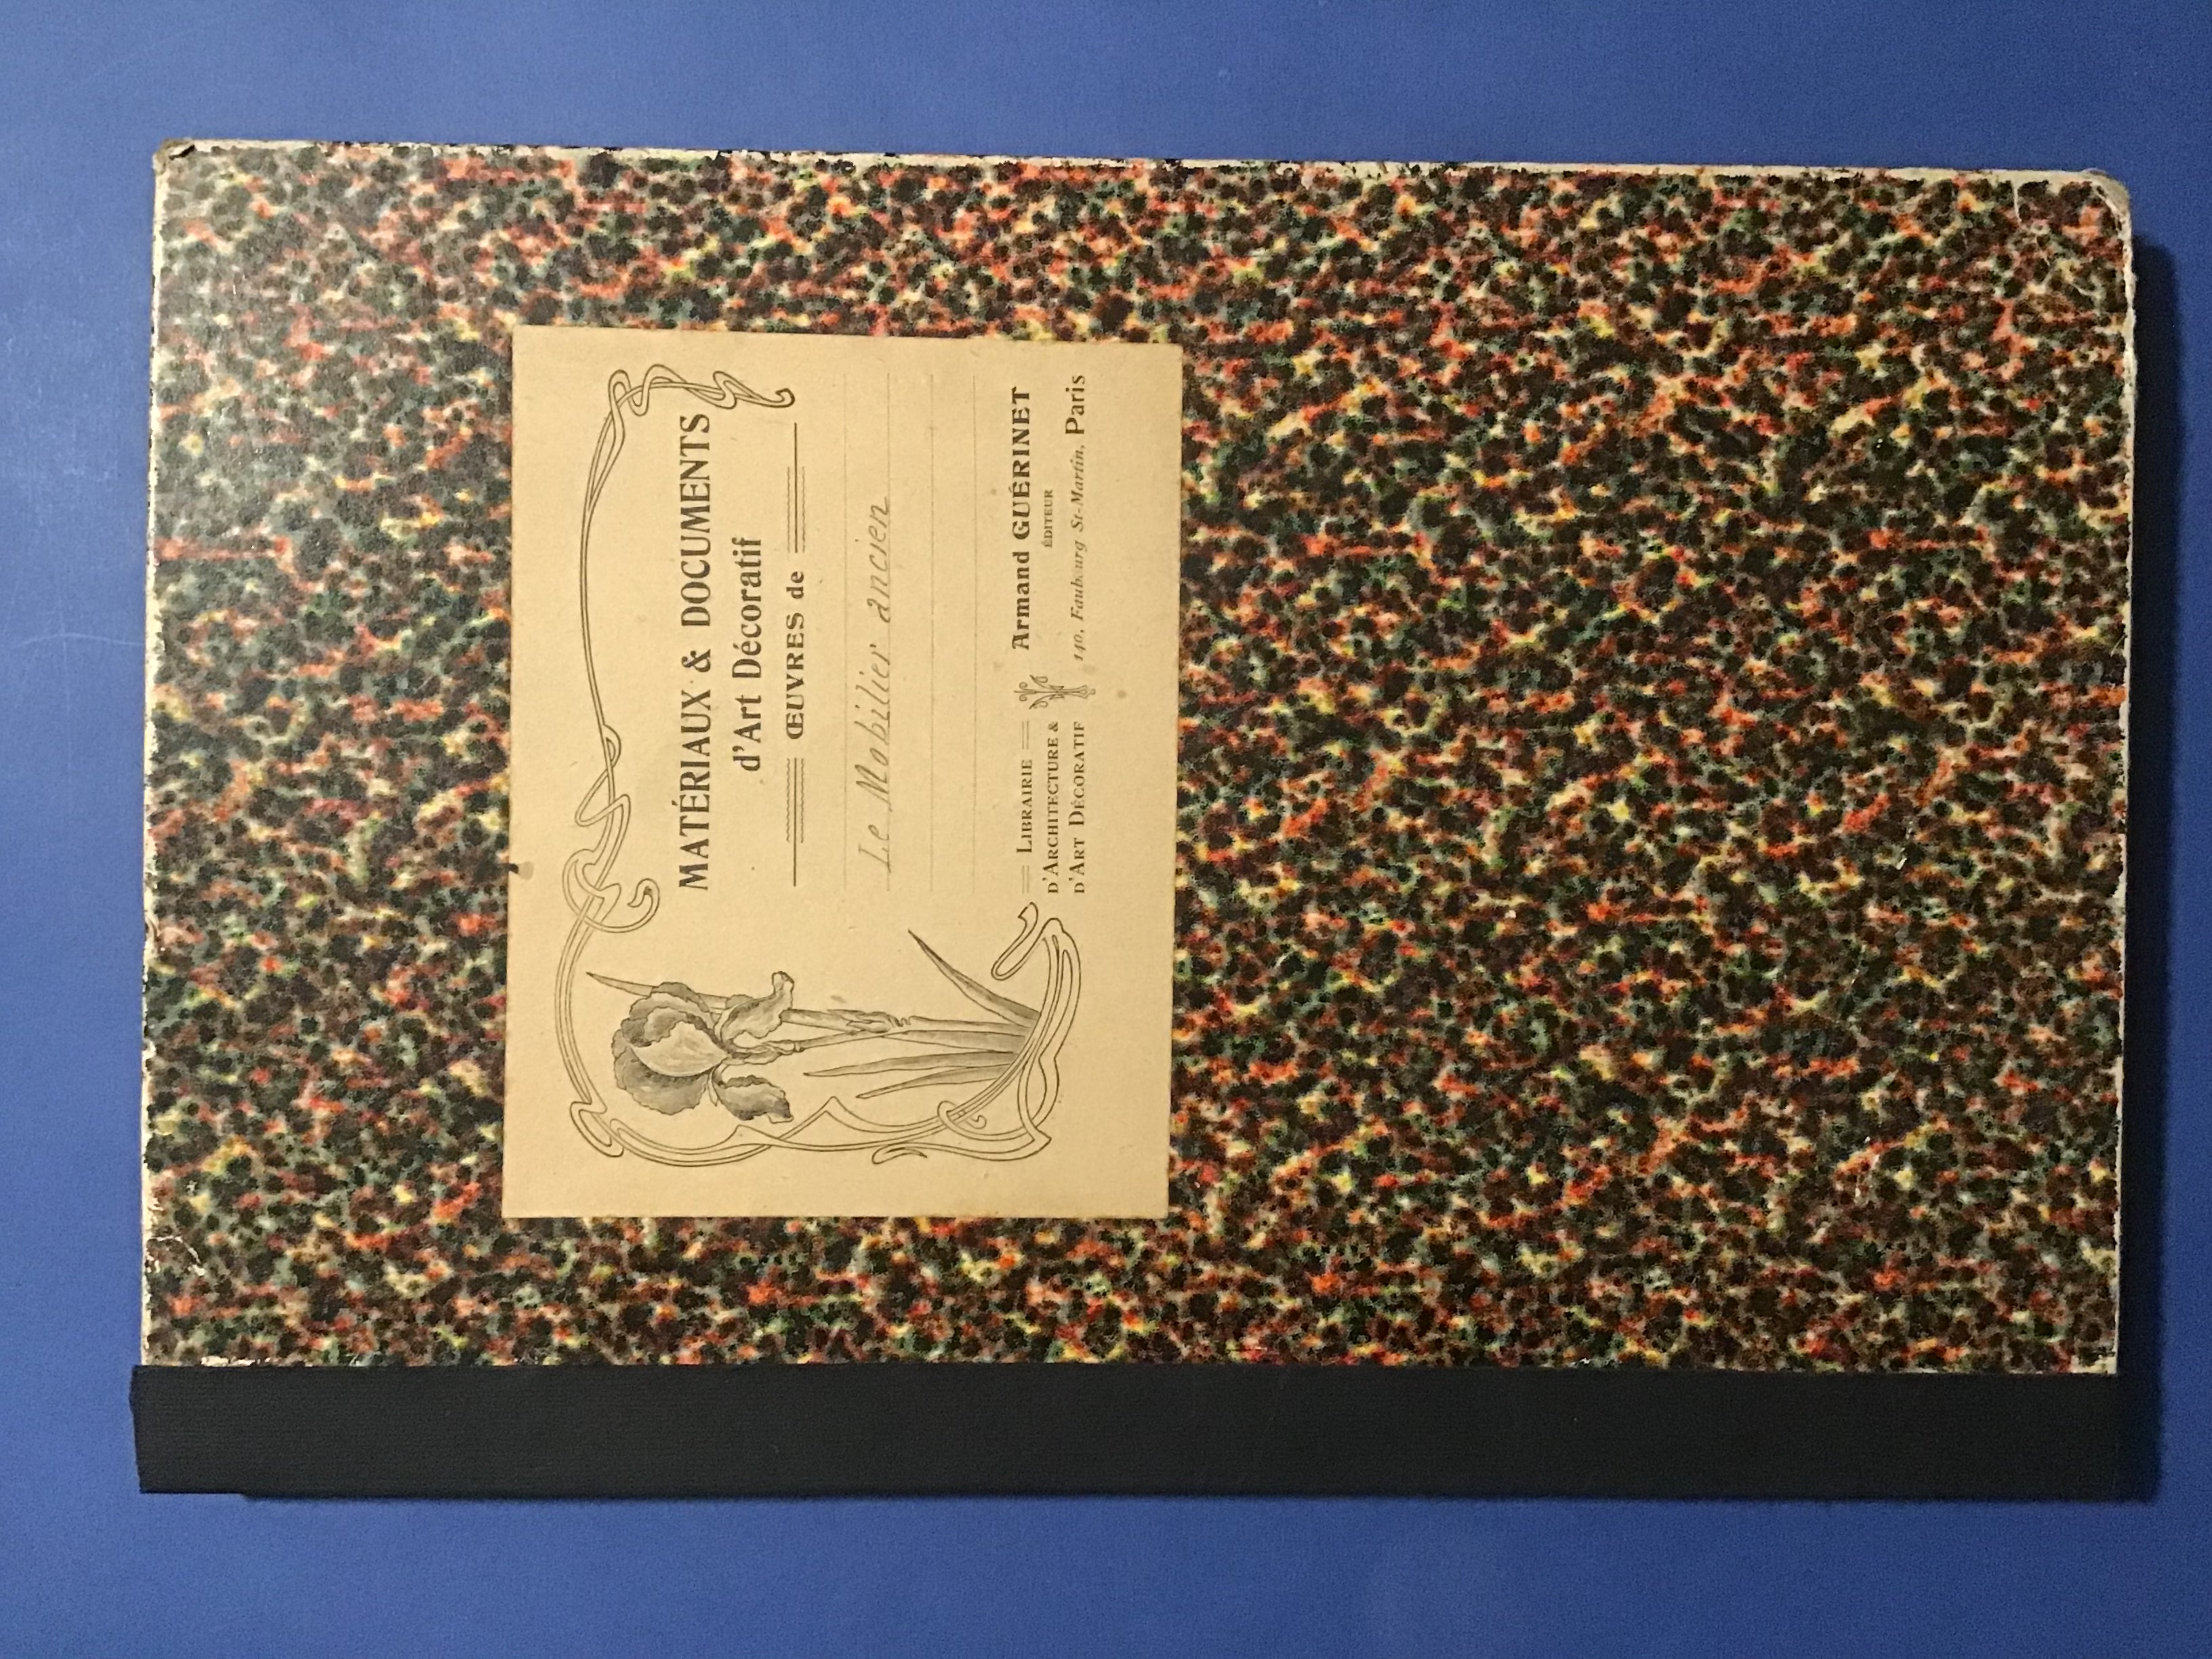 MATÉRIAUX & DOCUMENTS
d'Art Décoratif
ŒUVRES de
Le Mobilier ancien
LIBRAIRIE
D'ARCHITECTURE &
D'ART DÉCORATIF
Armand GUÉRINET
ÉDITEUR
140, Faubourg St-Martin, Paris